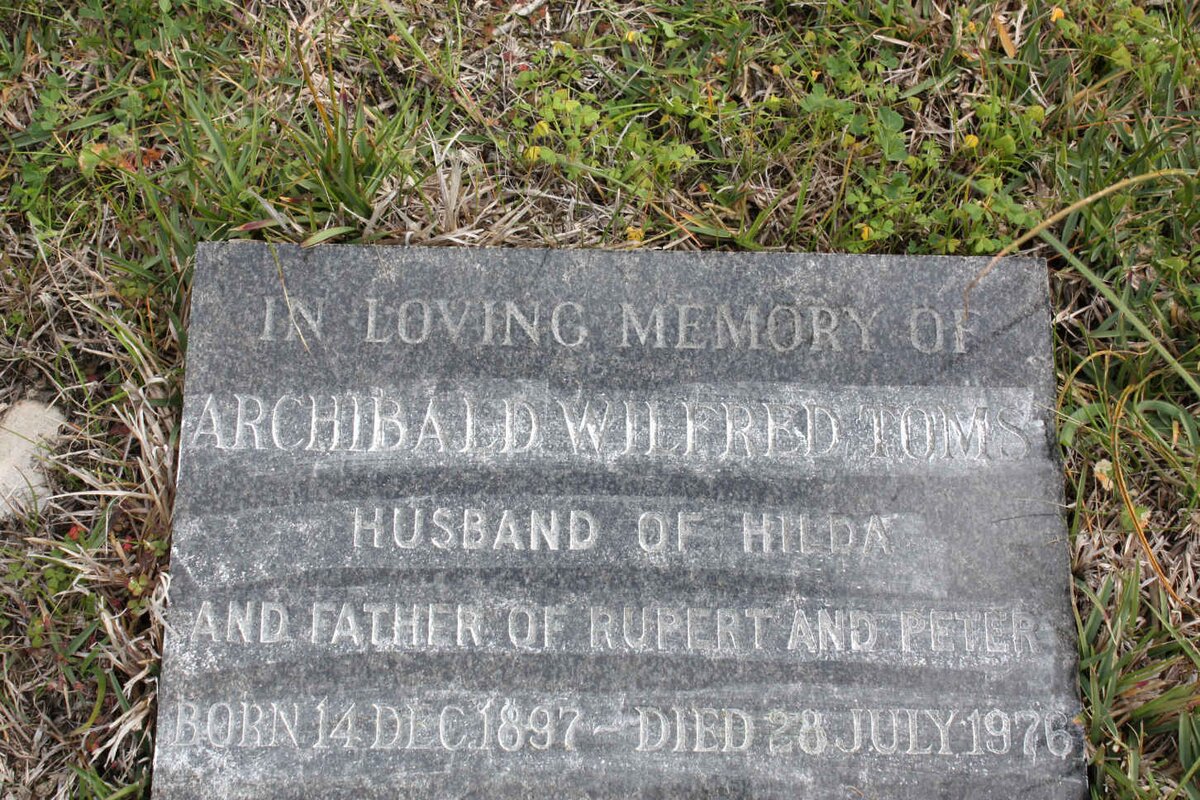 IN LOVING MEMORY OF
ARCHIBALD WILFRED TOMS
HUSBAND OF HILDA
AND FATHER OF RUPERT AND PETER
BORN 14 DEC. 1897 ~ DIED 28 JULY 1976